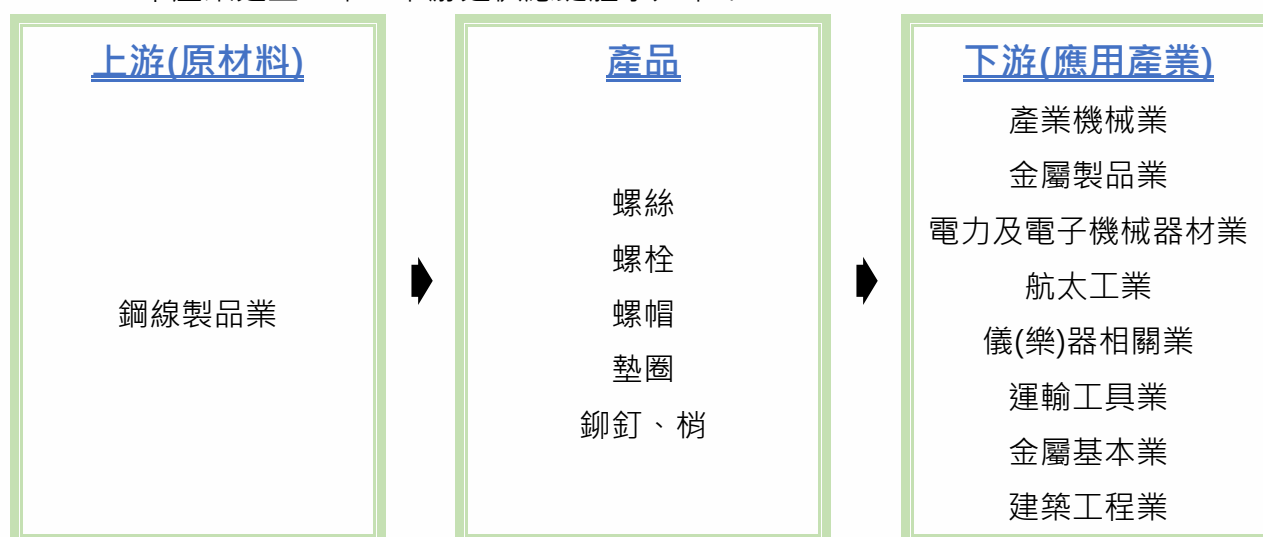 上游(原材料)
鋼線製品業
產品
螺絲
螺栓
螺帽
墊圈
鉚釘、梢
下游(應用產業)
產業機械業
金屬製品業
電力及電子機械器材業
航太工業
儀(樂)器相關業
運輸工具業
金屬基本業
建築工程業